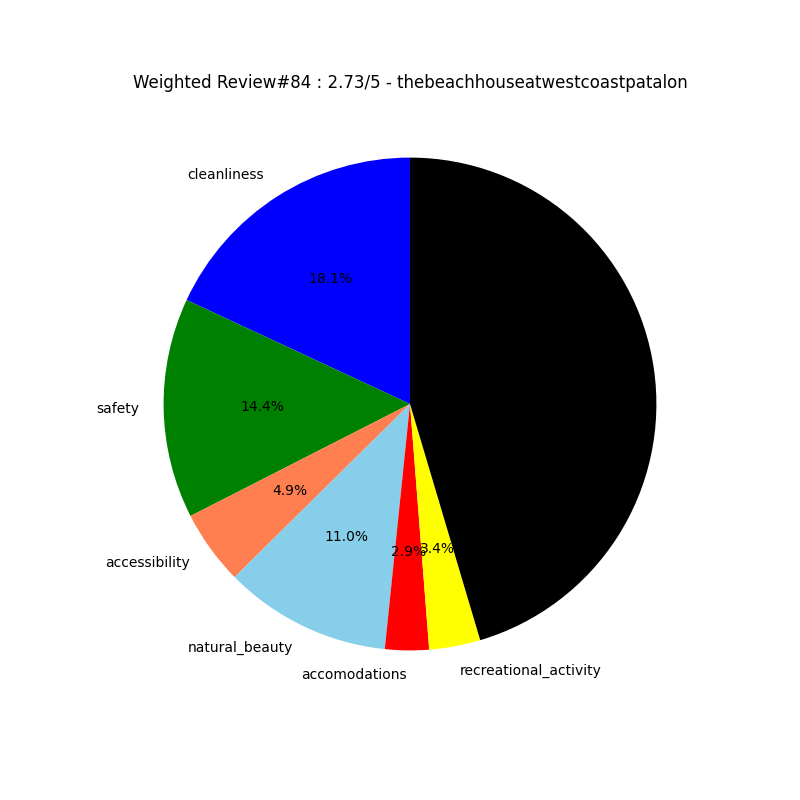 Weighted Review#84 : 2.73/5 - thebeachhouseatwestcoastpatalon
cleanliness
18.1%
safety
14.4%
4.9%
accessibility
11.0%
natural_beauty
2.9%
3.4%
accomodations
recreational_activity